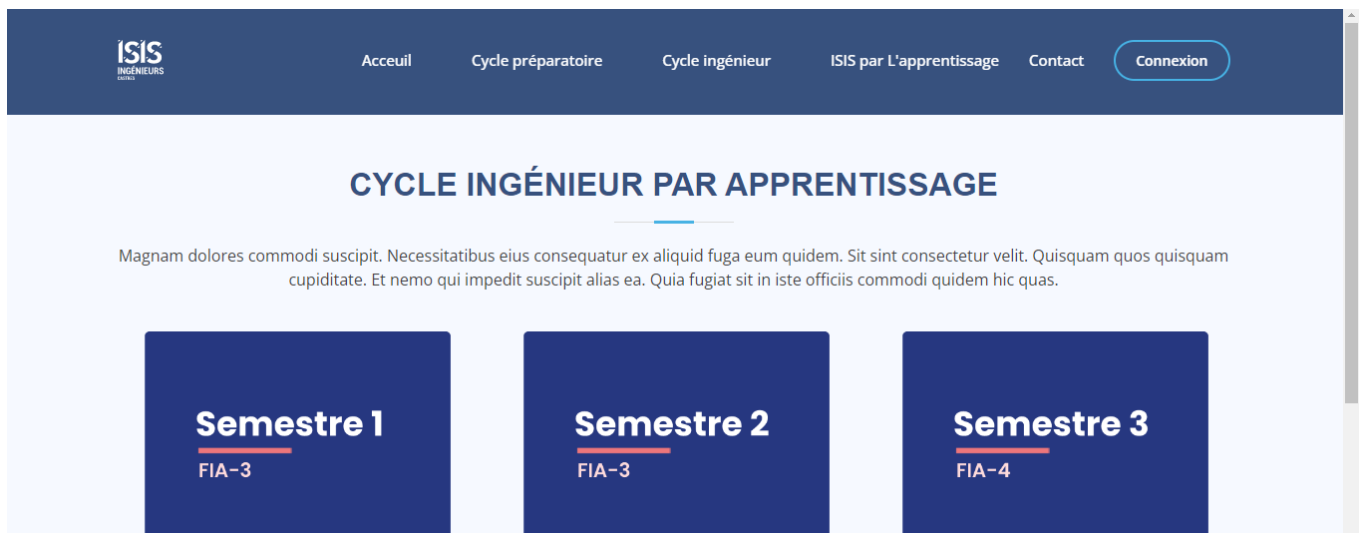 ISIS
INGÉNIEURS
CASTRES
Acceuil Cycle préparatoire Cycle ingénieur ISIS par L'apprentissage Contact Connexion
CYCLE INGÉNIEUR PAR APPRENTISSAGE
Magnam dolores commodi suscipit. Necessitatibus eius consequatur ex aliquid fuga eum quidem. Sit sint consectetur velit. Quisquam quos quisquam
cupiditate. Et nemo qui impedit suscipit alias ea. Quia fugiat sit in iste officiis commodi quidem hic quas.
Semestre 1 Semestre 2 Semestre 3
FIA-3 FIA-3 FIA-4